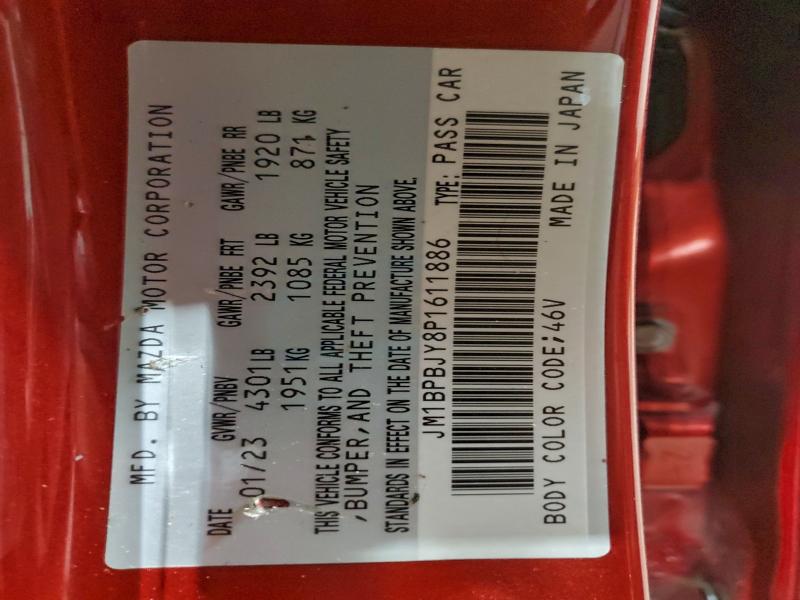 MFD. BY MAZDA MOTOR CORPORATION
DATE GVWR/PNBV GAWR/PNBE FRT GAWR/PNBE RR
01/23 4301LB 2392 LB 1920 LB
1951KG 1085 KG 871 KG
THIS VEHICLE CONFORMS TO ALL APPLICABLE FEDERAL MOTOR VEHICLE SAFETY
,BUMPER,AND THEFT PREVENTION
STANDARDS IN EFFECT ON THE DATE OF MANUFACTURE SHOWN ABOVE.
JM1BPBJY8P1611886 TYPE: PASS CAR
BODY COLOR CODE:46V MADE IN JAPAN